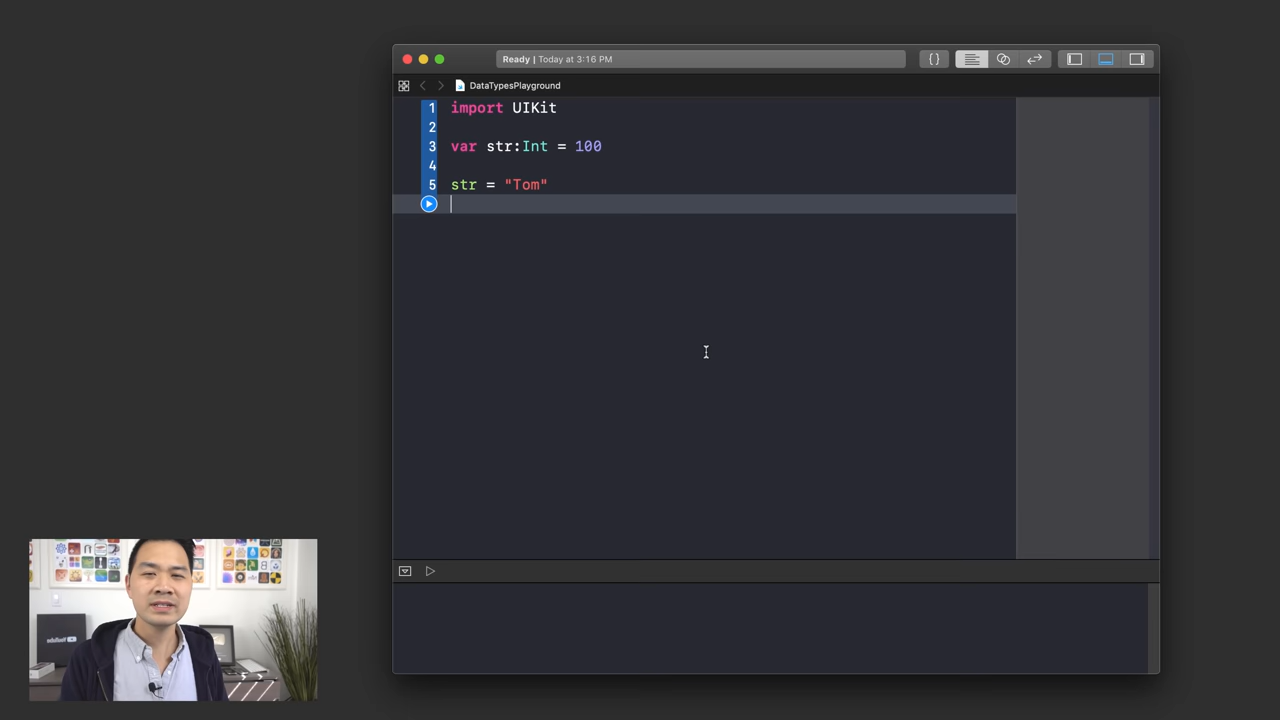 Ready | Today at 3:16 PM
DataTypesPlayground
1 import UIKit
2
3 var str:Int = 100
4
5 str = "Tom"
YouTube